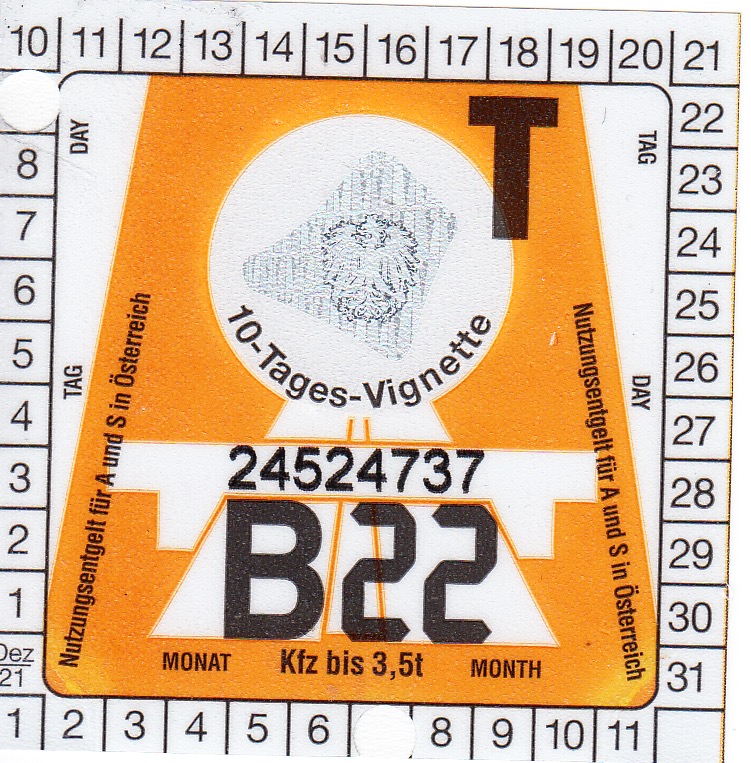 10 11 12 13 14 15 16 17 18 19 20 21
22
23
24
25
26
27
28
29
30
31
8
7
6
5
4
3
2
1
Dez
21
1 2 3 4 5 6 8 9 10 11
DAY
TAG
TAG
DAY
T
10-Tages-Vignette
Nutzungsentgelt für A und S in Österreich
Nutzungsentgelt für A und S in Österreich
24524737
B22
MONAT Kfz bis 3,5t MONTH